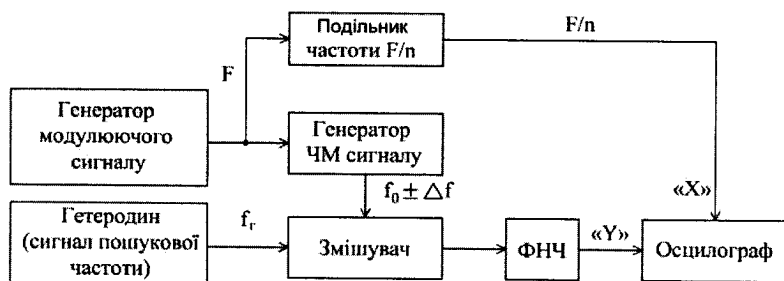 Подільник
частоти F/n
F/n
F
Генератор
модулюючого
сигналу
Генератор
ЧМ сигналу
f₀ ± △f
«X»
Гетеродин
(сигнал пошукової
частоти)
fг
Змішувач
ФНЧ
«Y»
Осцилограф